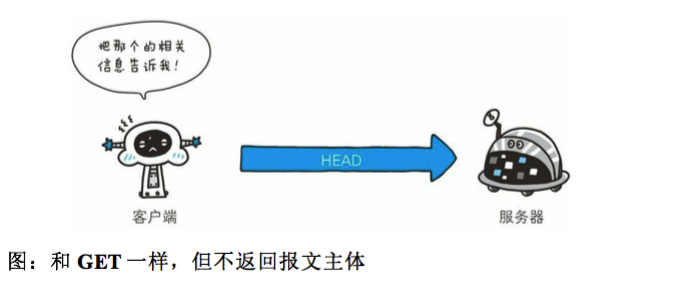 把那个的相关
信息告诉我！
HEAD
客户端
服务器
图：和 GET 一样，但不返回报文主体